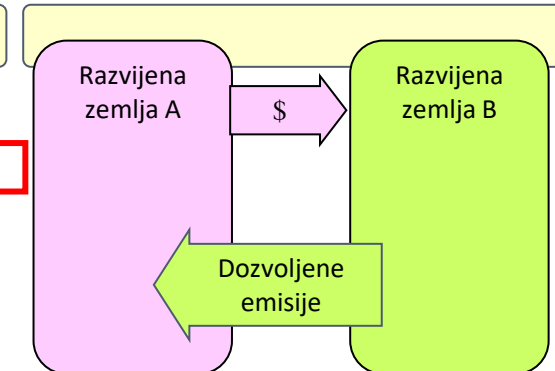 Razvijena
zemlja A
$
Razvijena
zemlja B
Dozvoljene
emisije